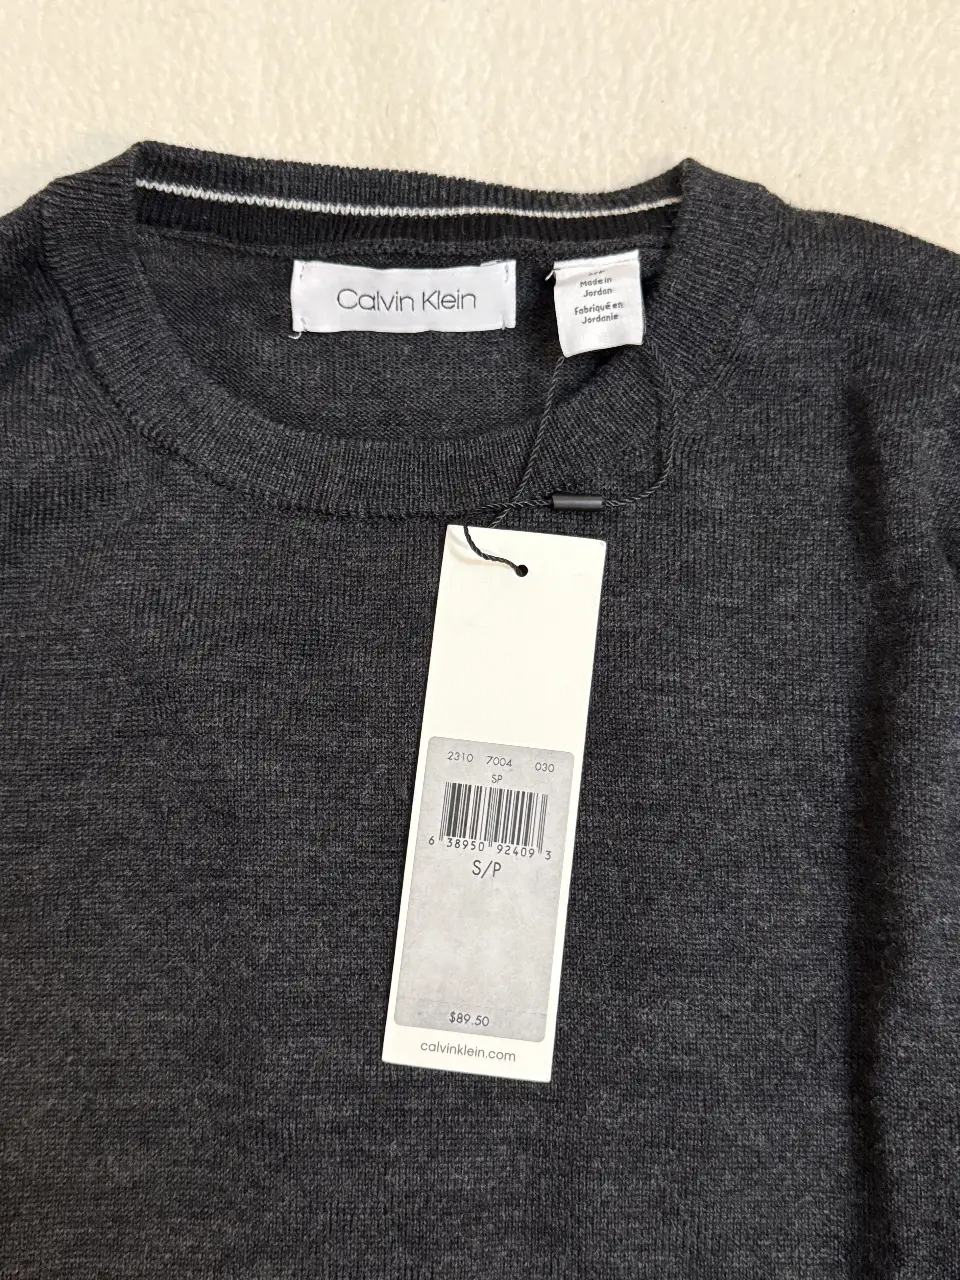 Calvin Klein
S/P
Made in
Jordan
Fabriqué en
Jordanie
2310 7004 030
SP
6 38950 92409 3
S/P
$89.50
calvinklein.com